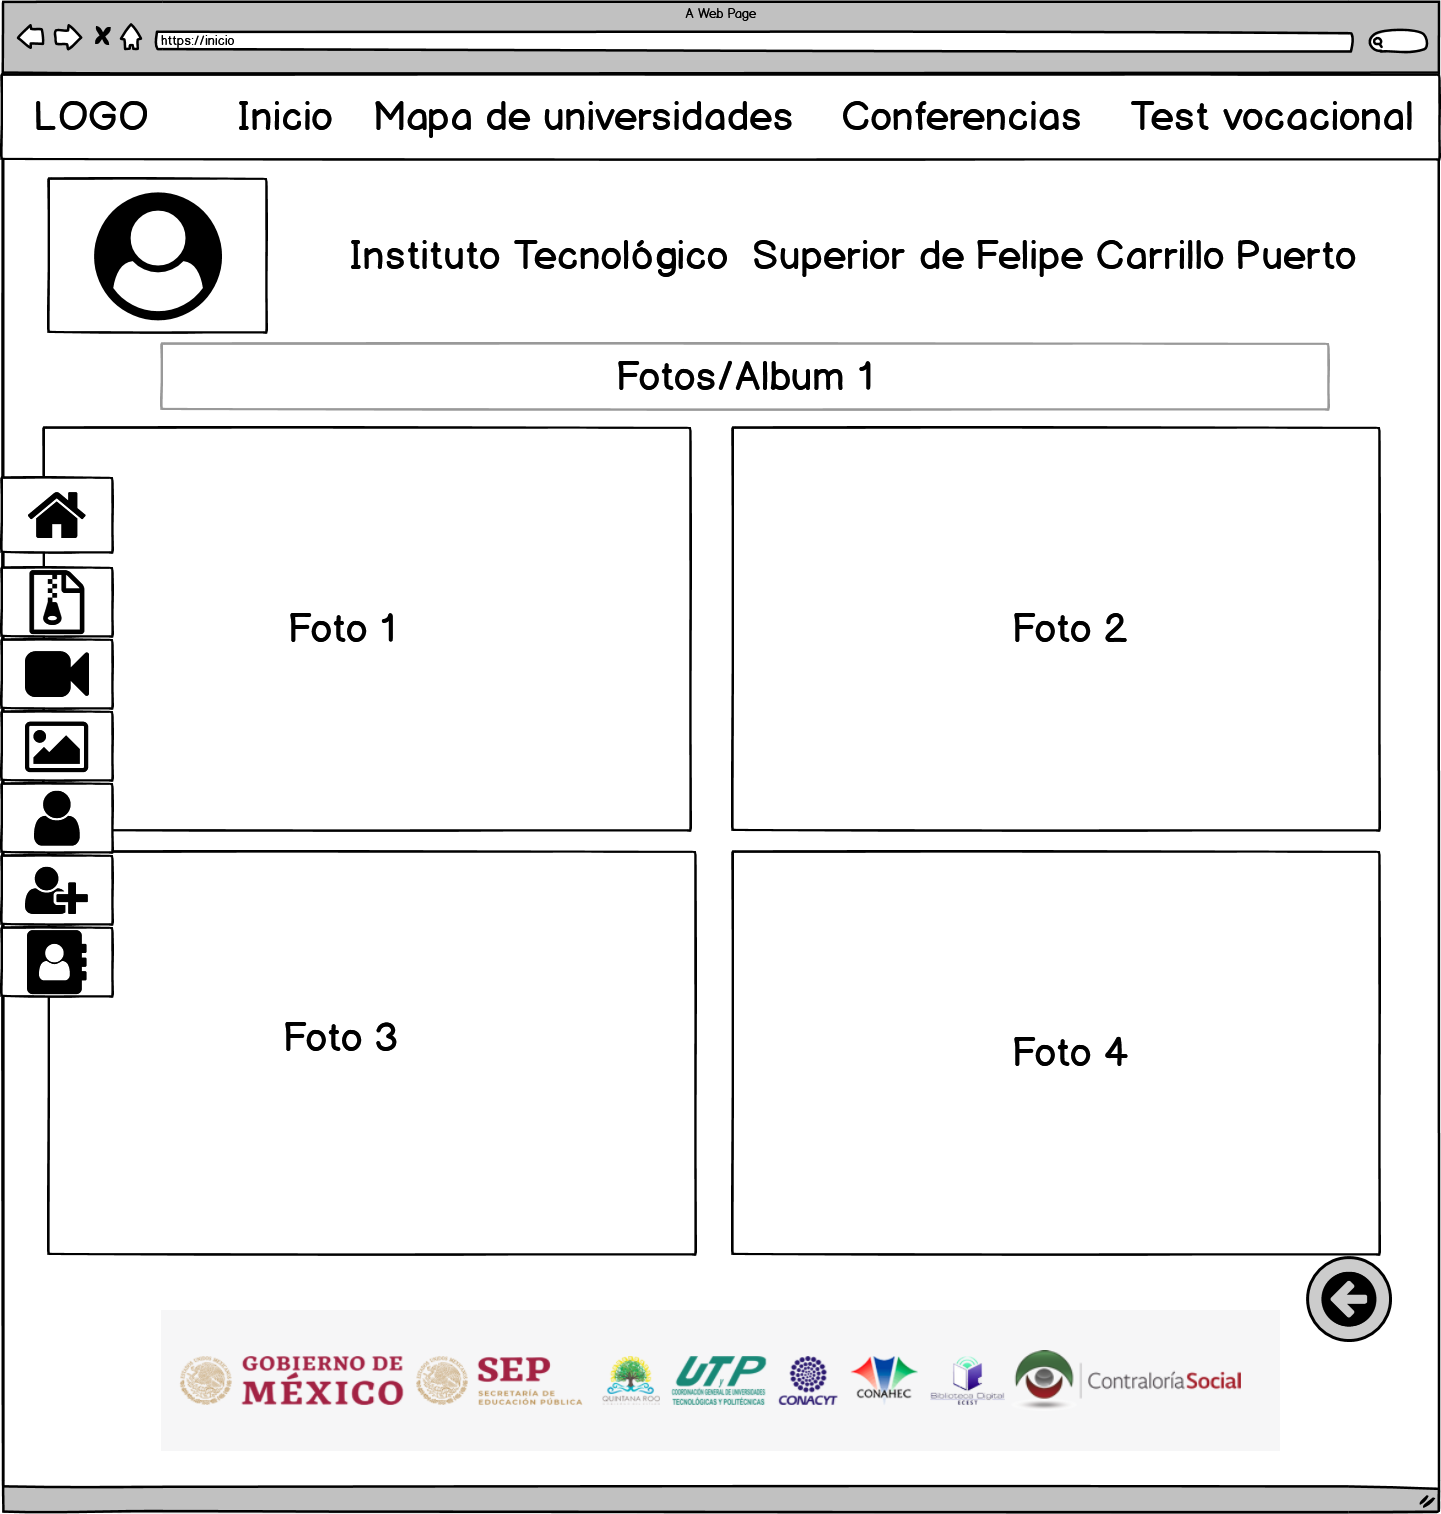 A Web Page
https://inicio
LOGO Inicio Mapa de universidades Conferencias Test vocacional
Instituto Tecnológico Superior de Felipe Carrillo Puerto
Fotos/Album 1
Foto 1
Foto 2
Foto 3
Foto 4
GOBIERNO DE
MÉXICO
SEP
SECRETARÍA DE
EDUCACIÓN PÚBLICA
QUINTANA ROO
UTyP
COORDINACIÓN GENERAL DE UNIVERSIDADES
TECNOLÓGICAS Y POLITÉCNICAS
CONACYT
CONAHEC
Biblioteca Digital
ECEST
ContraloríaSocial